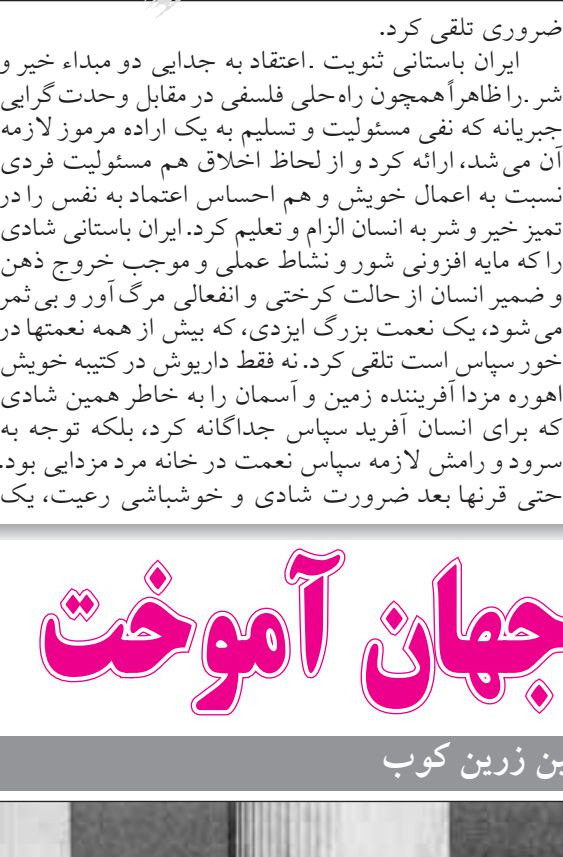 ضروری تلقی کرد.
ایران باستانی ثنویت .اعتقاد به جدایی دو مبداء خیر و
شر .را ظاهراً همچون راه‌حلی فلسفی در مقابل وحدت‌گرایی
جبریانه که نفی مسئولیت و تسلیم به یک اراده مرموز لازمه
آن می‌شد، ارائه کرد و از لحاظ اخلاق هم مسئولیت فردی
نسبت به اعمال خویش و هم احساس اعتماد به نفس را در
تمیز خیر و شر به انسان الزام و تعلیم کرد. ایران باستانی شادی
را که مایه افزونی شور و نشاط عملی و موجب خروج ذهن
و ضمیر انسان از حالت کرختی و انفعالی مرگ‌آور و بی‌ثمر
می‌شود، یک نعمت بزرگ ایزدی، که بیش از همه نعمتها در
خور سپاس است تلقی کرد. نه فقط داریوش در کتیبه خویش
اهوره مزدا آفریننده زمین و آسمان را به خاطر همین شادی
که برای انسان آفرید سپاس جداگانه کرد، بلکه توجه به
سرود و رامش لازمه سپاس نعمت در خانه مرد مزدایی بود.
حتی قرنها بعد ضرورت شادی و خوشباشی رعیت، یک
جهان آموخت
ین زرین کوب